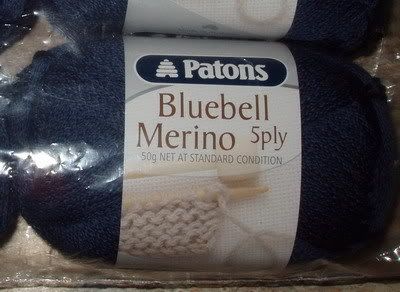 Patons
Bluebell
Merino 5ply
50g NET AT STANDARD CONDITION